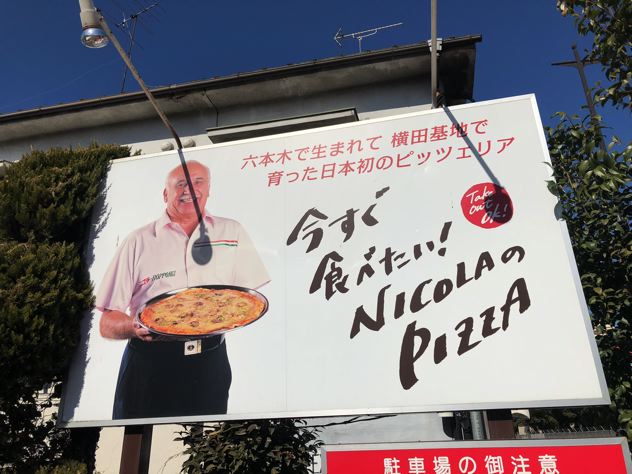 六本木で生まれて 横田基地で
育った日本初のピッツェリア
Take
Out
Ok!
今すぐ
食べたい!
NICOLAの
PIZZA
駐車場の御注意